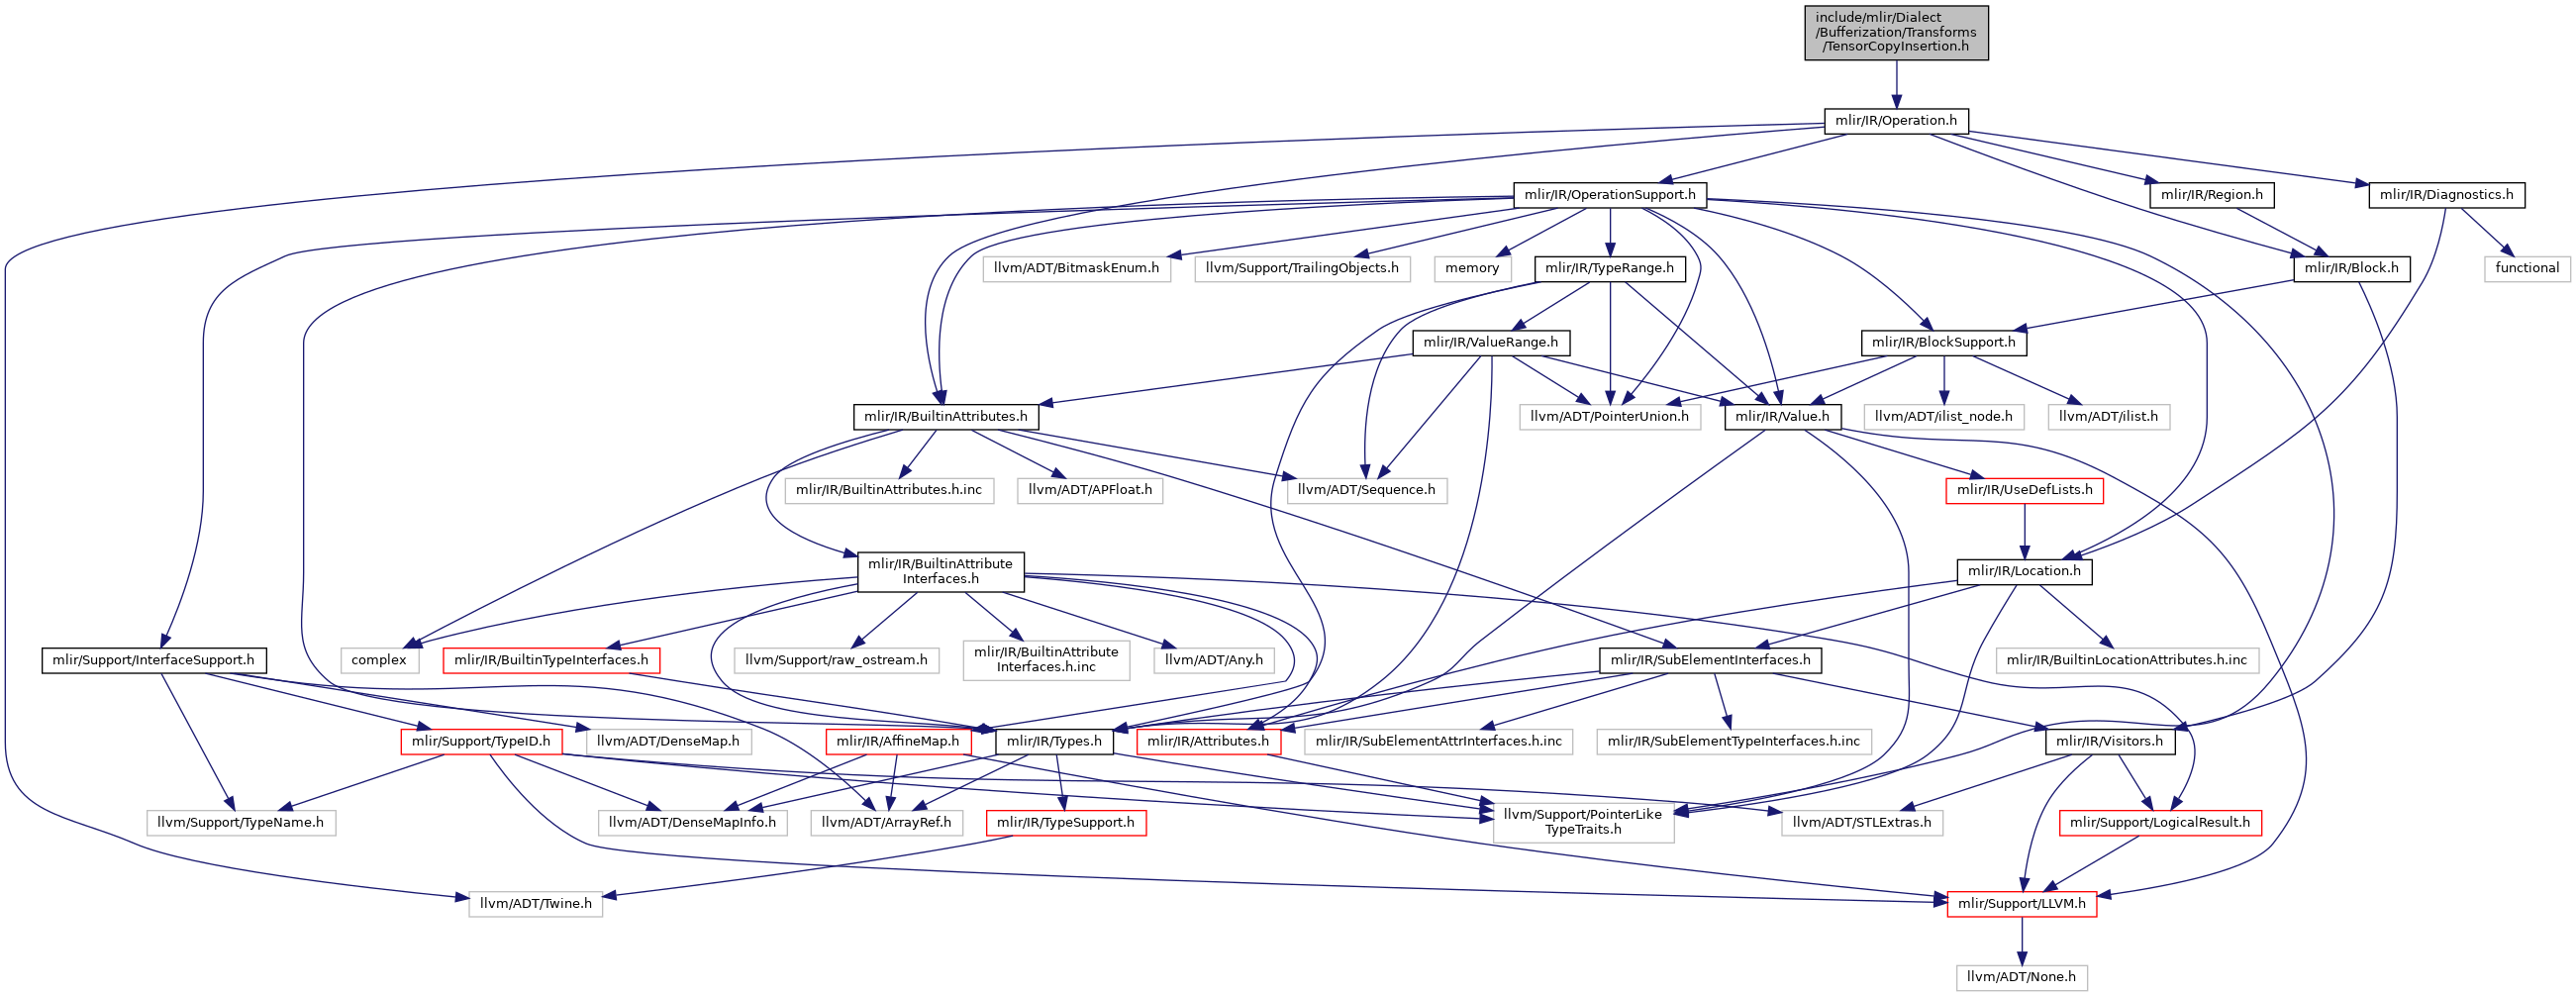 include/mlir/Dialect
/Bufferization/Transforms
/TensorCopyInsertion.h
mlir/IR/Operation.h
mlir/IR/OperationSupport.h
mlir/IR/Region.h
mlir/IR/Diagnostics.h
llvm/ADT/BitmaskEnum.h
llvm/Support/TrailingObjects.h
memory
mlir/IR/TypeRange.h
mlir/IR/Block.h
functional
mlir/IR/ValueRange.h
mlir/IR/BlockSupport.h
mlir/IR/BuiltinAttributes.h
llvm/ADT/PointerUnion.h
mlir/IR/Value.h
llvm/ADT/ilist_node.h
llvm/ADT/ilist.h
mlir/IR/BuiltinAttributes.h.inc
llvm/ADT/APFloat.h
llvm/ADT/Sequence.h
mlir/IR/UseDefLists.h
mlir/IR/BuiltinAttribute
Interfaces.h
mlir/IR/Location.h
mlir/Support/InterfaceSupport.h
complex
mlir/IR/BuiltinTypeInterfaces.h
llvm/Support/raw_ostream.h
mlir/IR/BuiltinAttribute
Interfaces.h.inc
llvm/ADT/Any.h
mlir/IR/SubElementInterfaces.h
mlir/IR/BuiltinLocationAttributes.h.inc
mlir/Support/TypeID.h
llvm/ADT/DenseMap.h
mlir/IR/AffineMap.h
mlir/IR/Types.h
mlir/IR/Attributes.h
mlir/IR/SubElementAttrInterfaces.h.inc
mlir/IR/SubElementTypeInterfaces.h.inc
mlir/IR/Visitors.h
llvm/Support/TypeName.h
llvm/ADT/DenseMapInfo.h
llvm/ADT/ArrayRef.h
mlir/IR/TypeSupport.h
llvm/Support/PointerLike
TypeTraits.h
llvm/ADT/STLExtras.h
mlir/Support/LogicalResult.h
llvm/ADT/Twine.h
mlir/Support/LLVM.h
llvm/ADT/None.h